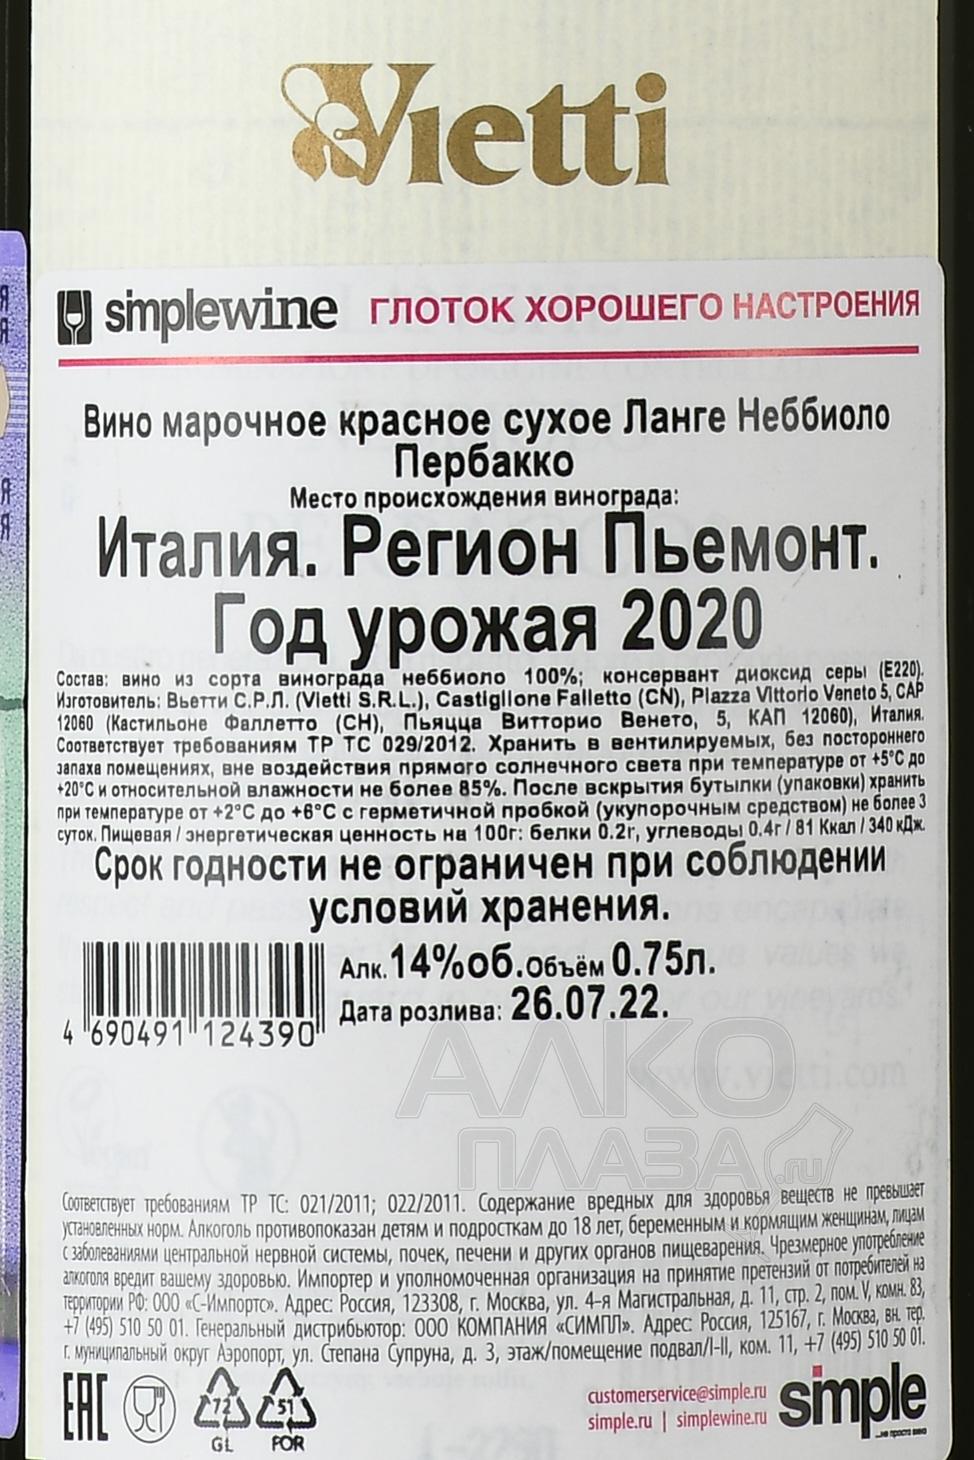 Vietti
simplewine ГЛОТОК ХОРОШЕГО НАСТРОЕНИЯ
Вино марочное красное сухое Ланге Неббиоло
Пербакко
Место происхождения винограда:
Италия. Регион Пьемонт.
Год урожая 2020
Состав: вино из сорта винограда неббиоло 100%; консервант диоксид серы (E220).
Изготовитель: Вьетти С.Р.Л. (Vietti S.R.L.), Castiglione Falletto (CN), Piazza Vittorio Veneto 5, CAP
12060 (Кастильоне Фаллетто (СН), Пьяцца Витторио Венето, 5, КАП 12060), Италия.
Соответствует требованиям ТР ТС 029/2012. Хранить в вентилируемых, без постороннего
запаха помещениях, вне воздействия прямого солнечного света при температуре от +5°C до
+20°C и относительной влажности не более 85%. После вскрытия бутылки (упаковки) хранить
при температуре от +2°C до +6°C с герметичной пробкой (укупорочным средством) не более 3
суток. Пищевая / энергетическая ценность на 100г: белки 0.2г, углеводы 0.4г / 81 Ккал / 340 кДж.
Срок годности не ограничен при соблюдении
условий хранения.
Алк.14%об.Объём 0.75л.
Дата розлива: 26.07.22.
4 690491 124390
www.vietti.com
АЛКО
ПЛАЗА.ru
Соответствует требованиям ТР ТС: 021/2011; 022/2011. Содержание вредных для здоровья веществ не превышает
установленных норм. Алкоголь противопоказан детям и подросткам до 18 лет, беременным и кормящим женщинам, лицам
с заболеваниями центральной нервной системы, почек, печени и других органов пищеварения. Чрезмерное употребление
алкоголя вредит вашему здоровью. Импортер и уполномоченная организация на принятие претензий от потребителей на
территории РФ: ООО «С-Импортс». Адрес: Россия, 123308, г. Москва, ул. 4-я Магистральная, д. 11, стр. 2, пом. V, комн. 83,
+7 (495) 510 50 01. Генеральный дистрибьютор: ООО КОМПАНИЯ «СИМПЛ». Адрес: Россия, 125167, г. Москва, вн. тер.
г. муниципальный округ Аэропорт, ул. Степана Супруна, д. 3, этаж/помещение подвал/I-II, ком. 11, +7 (495) 510 50 01.
EAC
72
GL
51
FOR
customerservice@simple.ru
simple.ru | simplewine.ru
simple
...не просто вино